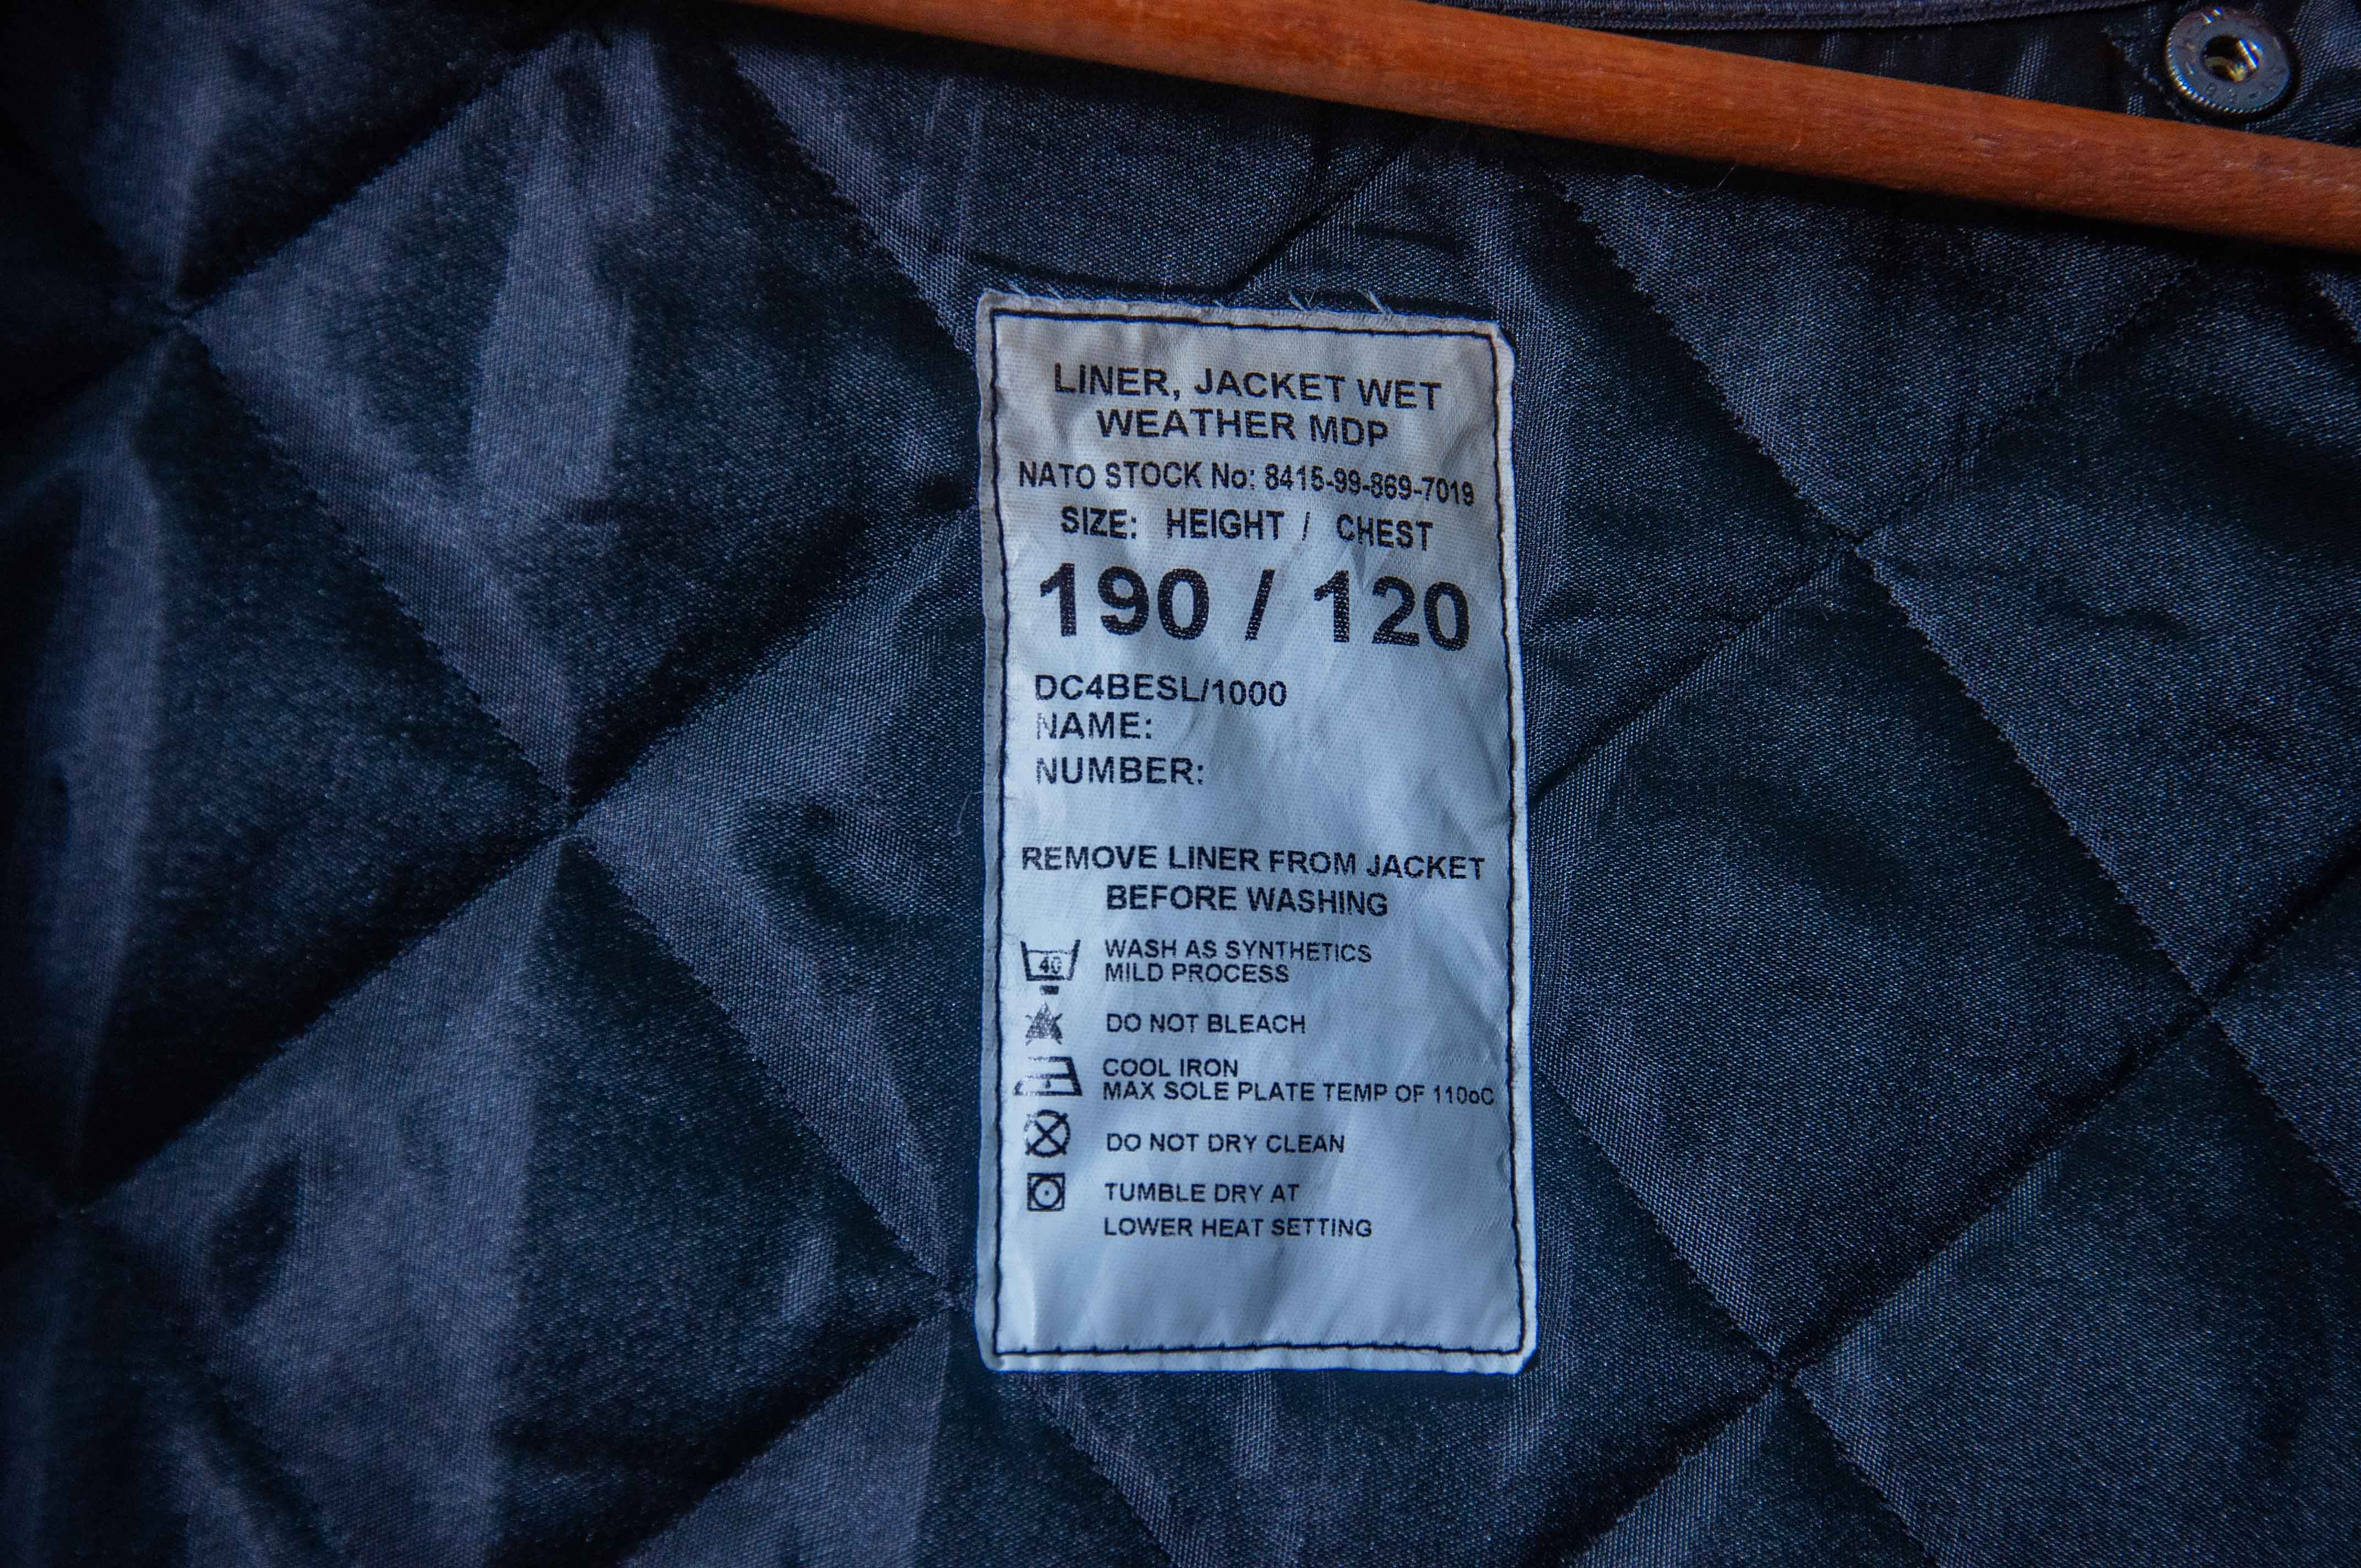 LINER, JACKET WET
WEATHER MDP
NATO STOCK No: 8415-99-869-7019
SIZE: HEIGHT / CHEST
190 / 120
DC4BESL/1000
NAME:
NUMBER:
REMOVE LINER FROM JACKET
BEFORE WASHING
40 WASH AS SYNTHETICS
MILD PROCESS
DO NOT BLEACH
COOL IRON
MAX SOLE PLATE TEMP OF 110oC
DO NOT DRY CLEAN
TUMBLE DRY AT
LOWER HEAT SETTING